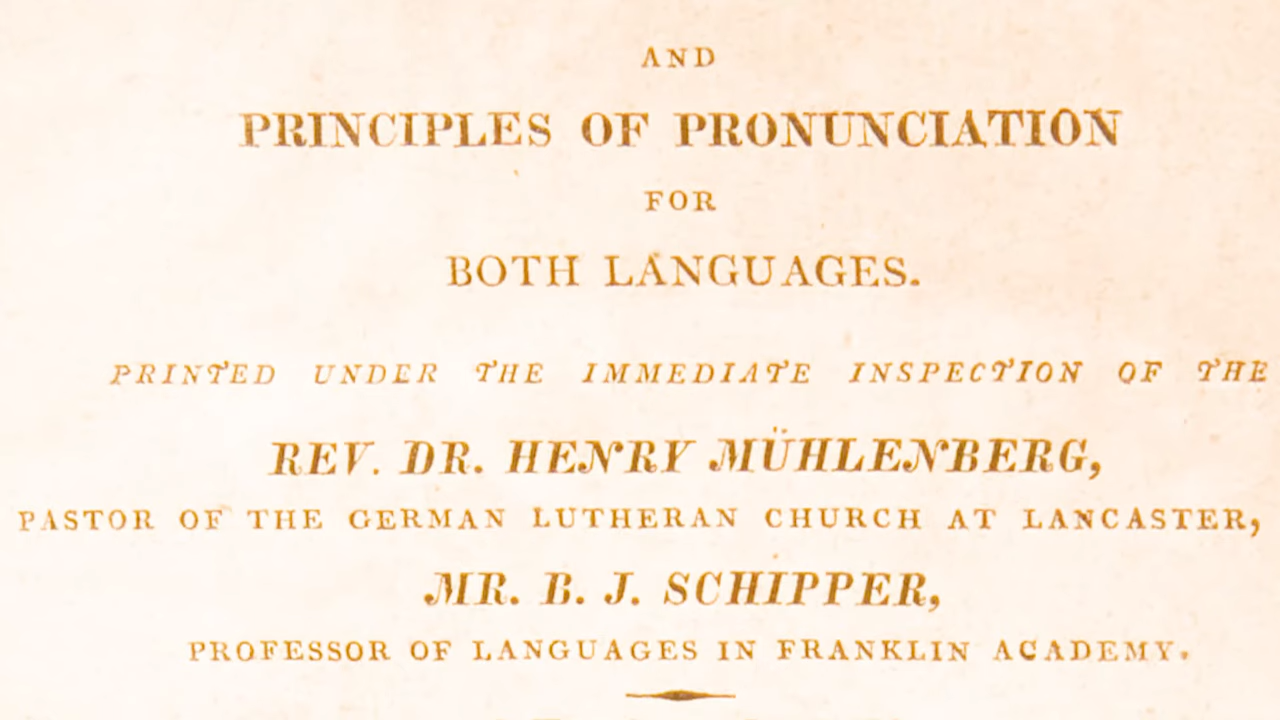 AND
PRINCIPLES OF PRONUNCIATION
FOR
BOTH LANGUAGES.
PRINTED UNDER THE IMMEDIATE INSPECTION OF THE
REV. DR. HENRY MÜHLENBERG,
PASTOR OF THE GERMAN LUTHERAN CHURCH AT LANCASTER,
MR. B. J. SCHIPPER,
PROFESSOR OF LANGUAGES IN FRANKLIN ACADEMY.